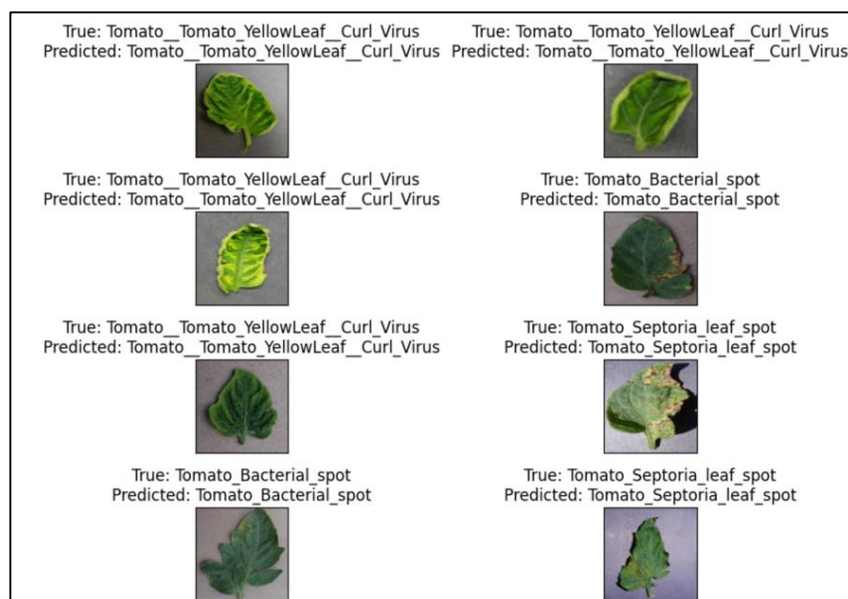 True: Tomato__Tomato_YellowLeaf__Curl_Virus
Predicted: Tomato__Tomato_YellowLeaf__Curl_Virus
True: Tomato__Tomato_YellowLeaf__Curl_Virus
Predicted: Tomato__Tomato_YellowLeaf__Curl_Virus
True: Tomato__Tomato_YellowLeaf__Curl_Virus
Predicted: Tomato__Tomato_YellowLeaf__Curl_Virus
True: Tomato_Bacterial_spot
Predicted: Tomato_Bacterial_spot
True: Tomato__Tomato_YellowLeaf__Curl_Virus
Predicted: Tomato__Tomato_YellowLeaf__Curl_Virus
True: Tomato_Septoria_leaf_spot
Predicted: Tomato_Septoria_leaf_spot
True: Tomato_Bacterial_spot
Predicted: Tomato_Bacterial_spot
True: Tomato_Septoria_leaf_spot
Predicted: Tomato_Septoria_leaf_spot